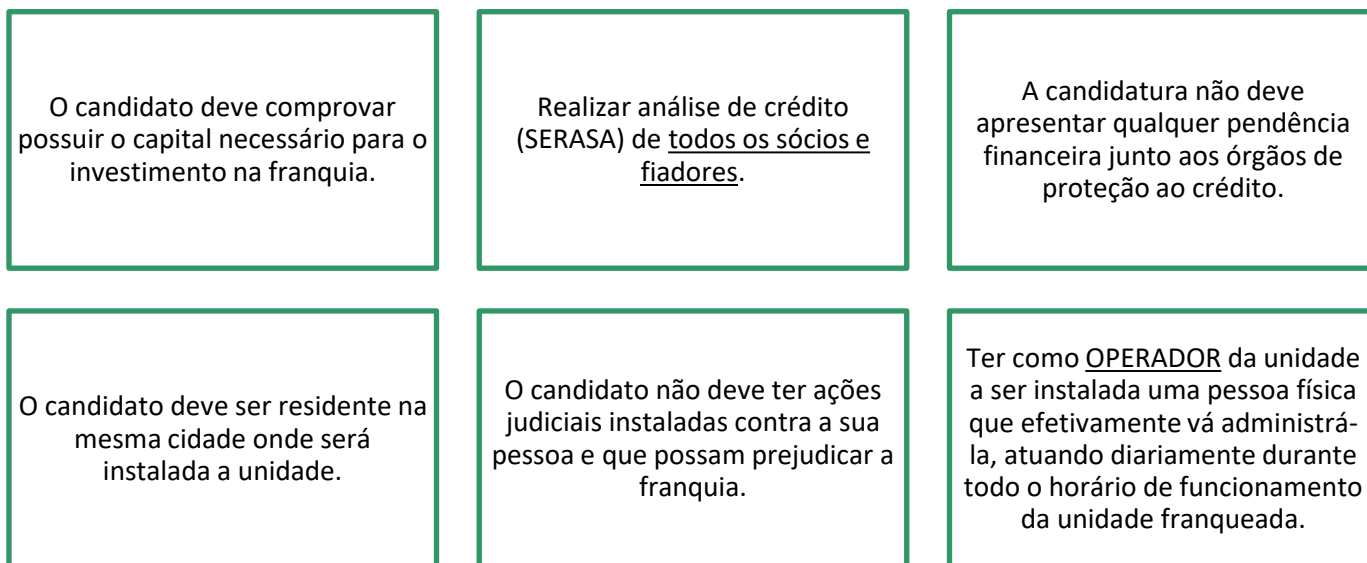 O candidato deve comprovar
possuir o capital necessário para o
investimento na franquia.
Realizar análise de crédito
(SERASA) de todos os sócios e
fiadores.
A candidatura não deve
apresentar qualquer pendência
financeira junto aos órgãos de
proteção ao crédito.
O candidato deve ser residente na
mesma cidade onde será
instalada a unidade.
O candidato não deve ter ações
judiciais instaladas contra a sua
pessoa e que possam prejudicar a
franquia.
Ter como OPERADOR da unidade
a ser instalada uma pessoa física
que efetivamente vá administrá-
la, atuando diariamente durante
todo o horário de funcionamento
da unidade franqueada.